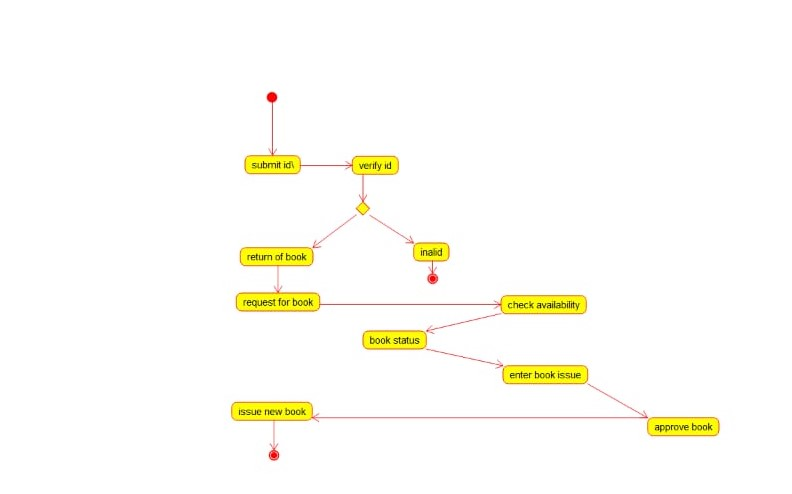 submit id\
verify id
return of book
inalid
request for book
check availability
book status
enter book issue
issue new book
approve book